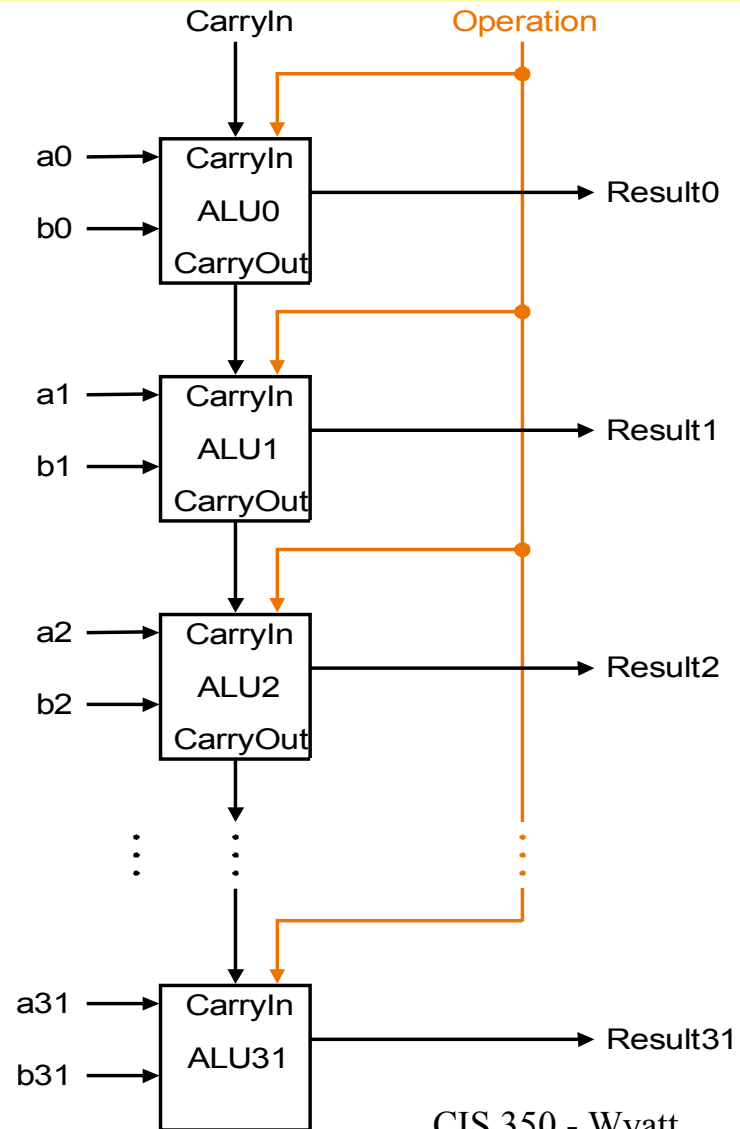 CarryIn Operation
a0 CarryIn
ALU0 Result0
b0
CarryOut
a1 CarryIn
ALU1 Result1
b1
CarryOut
a2 CarryIn
ALU2 Result2
b2
CarryOut
a31 CarryIn
ALU31 Result31
b31
CIS 350 - Wyatt